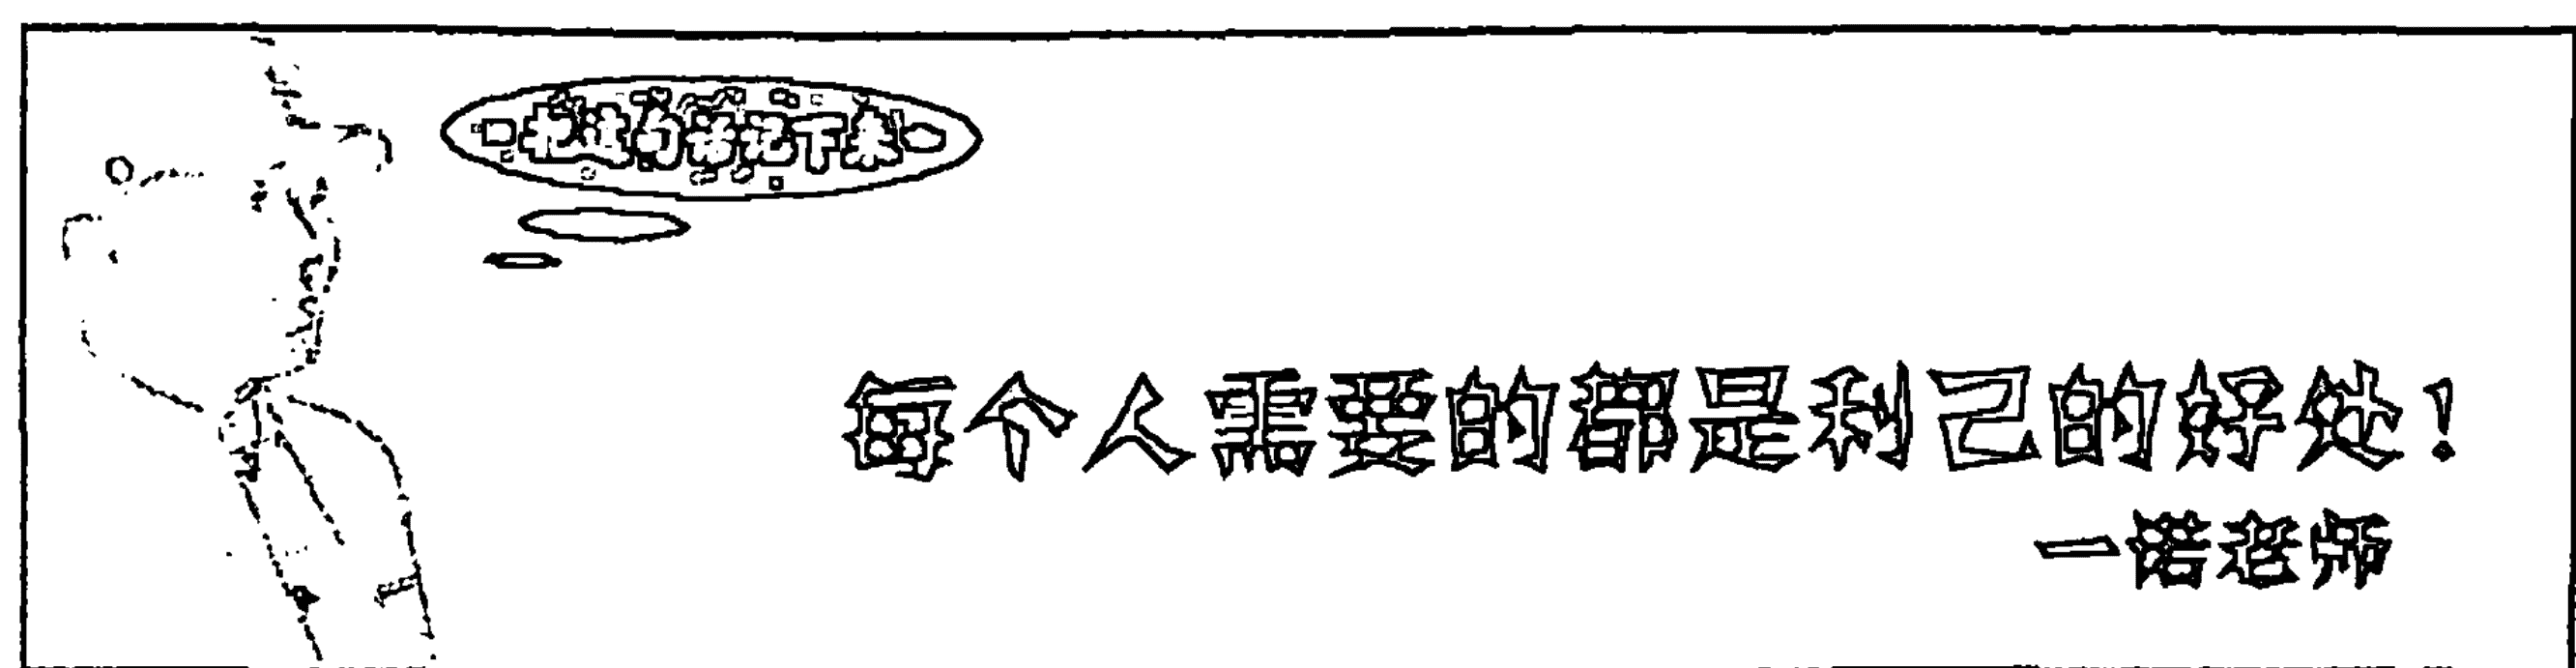 把这句话记下来
每个人需要的都是利己的好处！
一诺老师